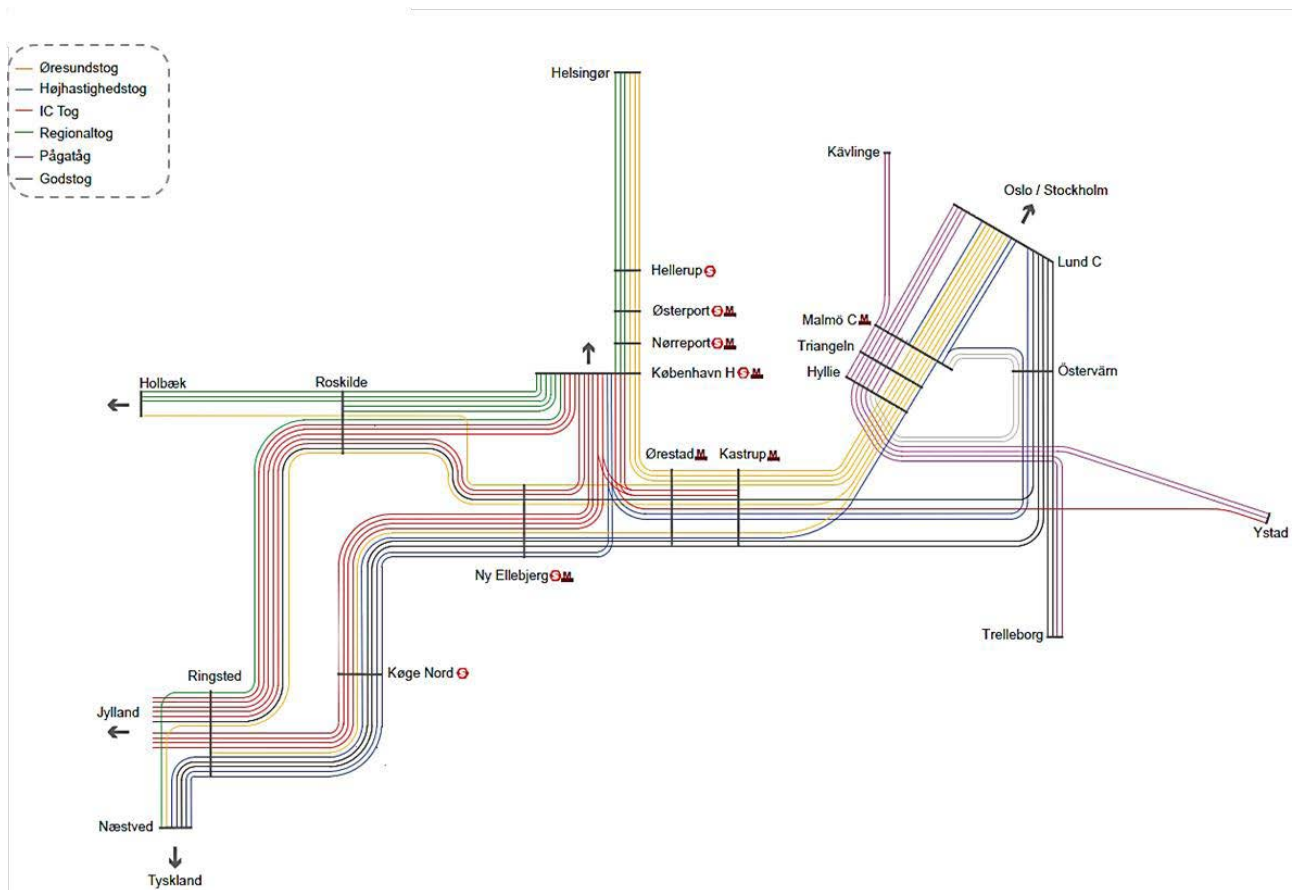 Øresundstog
Højhastighedstog
IC Tog
Regionaltog
Pågatåg
Godstog
Helsingør
Kävlinge
Oslo / Stockholm
Lund C
Hellerup S
Østerport S M
Malmö C M
Nørreport S M
Triangeln
København H S M
Hyllie
Östervärn
Holbæk
Roskilde
Ørestad M
Kastrup M
Ystad
Ny Ellebjerg S M
Trelleborg
Ringsted
Køge Nord S
Jylland
Næstved
Tyskland